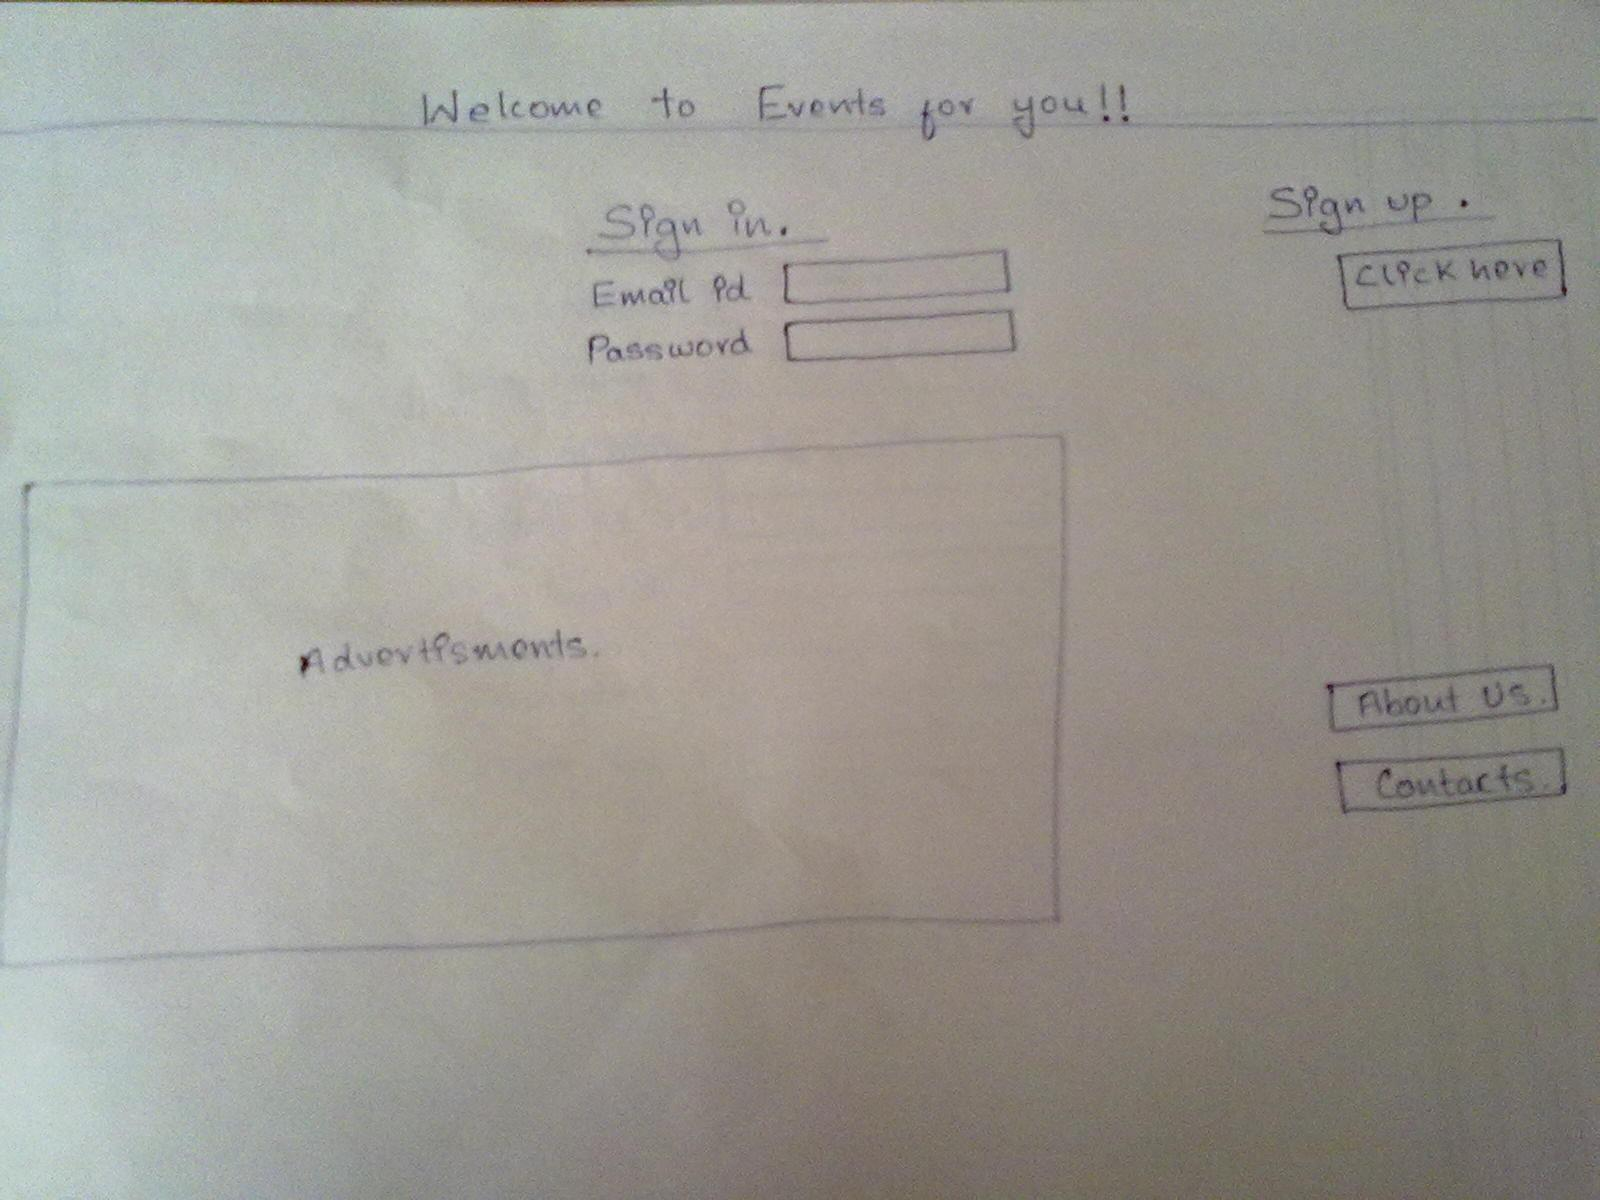 Welcome to Events for you!!
Sign in.
Email id
Password
Sign up.
Click here
Advertisments.
About Us.
Contacts.